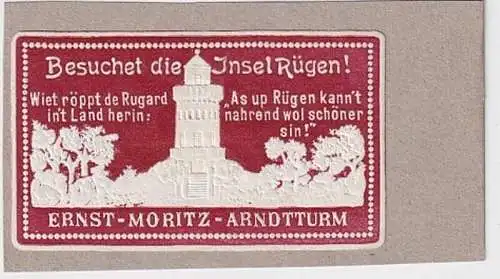 Besuchet die Insel Rügen!
Wiet röppt de Rugard
in't Land herin:
„As up Rügen kann't
nahrend wol schöner
sin!"
ERNST-MORITZ-ARNDTTURM